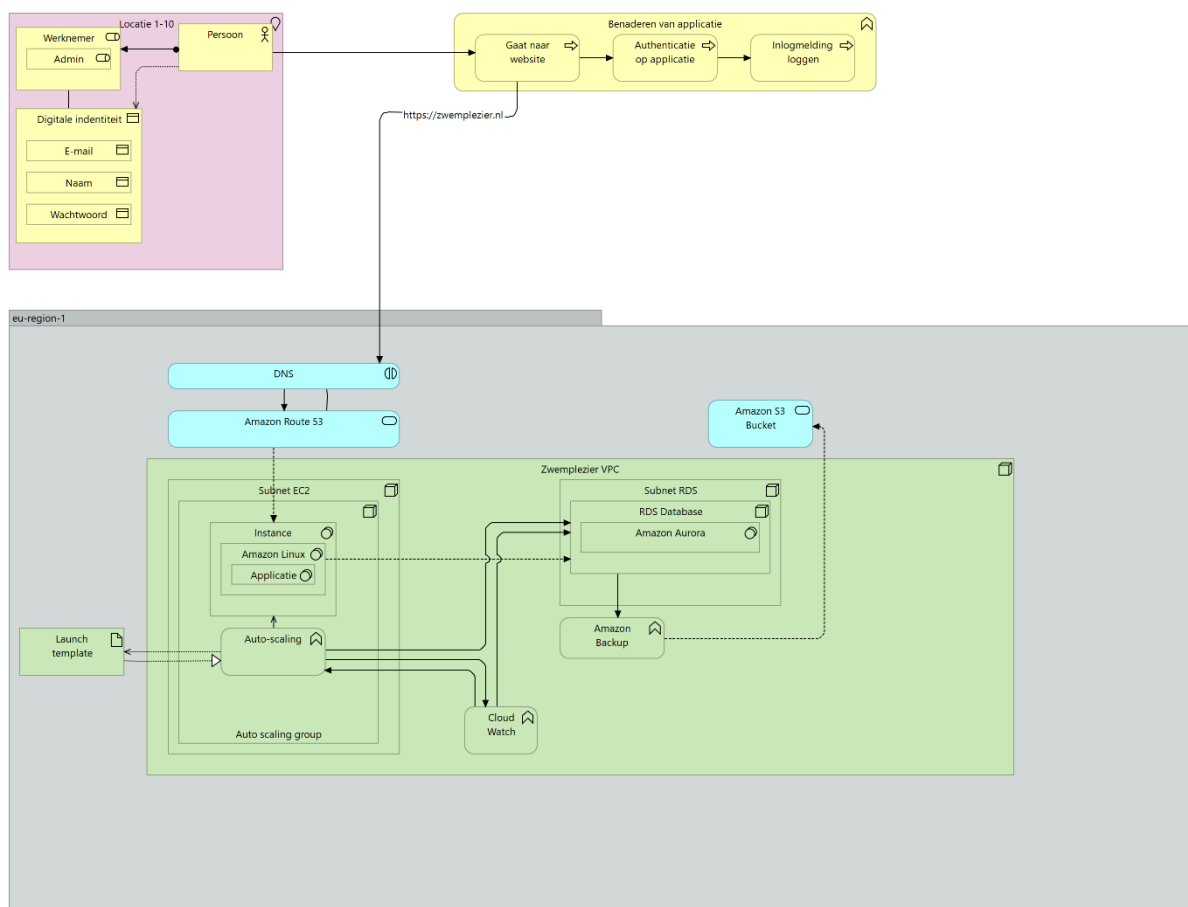 Locatie 1-10
Werknemer
Admin
Persoon
Digitale indentiteit
E-mail
Naam
Wachtwoord
Benaderen van applicatie
Gaat naar
website
Authenticatie
op applicatie
Inlogmelding
loggen
https://zwemplezier.nl
eu-region-1
DNS
Amazon Route 53
Amazon S3
Bucket
Zwemplezier VPC
Subnet EC2
Instance
Amazon Linux
Applicatie
Auto-scaling
Auto scaling group
Launch
template
Subnet RDS
RDS Database
Amazon Aurora
Amazon
Backup
Cloud
Watch